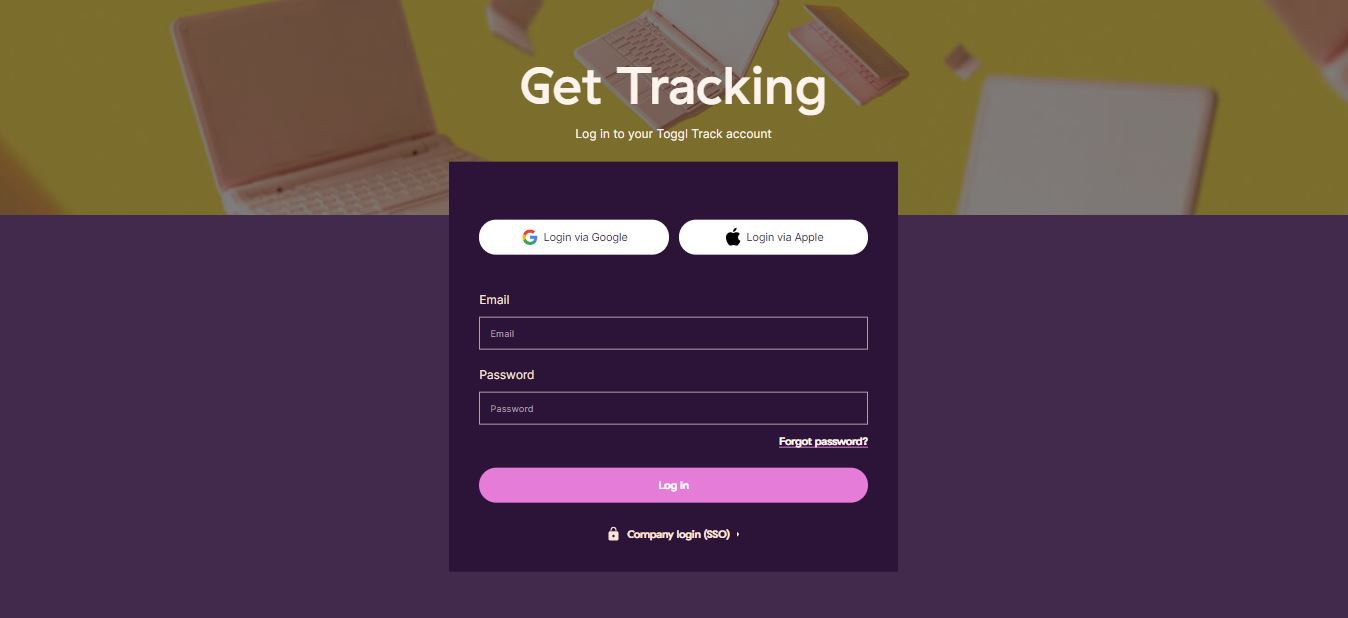 Get Tracking
Log in to your Toggl Track account
Login via Google
Login via Apple
Email
Email
Password
Password
Forgot password?
Log in
Company login (SSO)